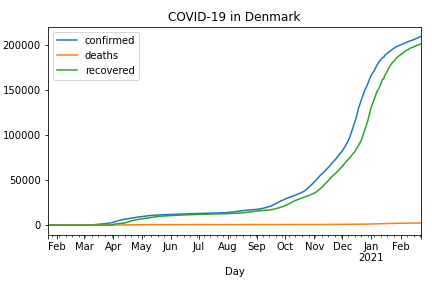 COVID-19 in Denmark
confirmed
deaths
recovered
200000
150000
100000
50000
0
Feb Mar Apr May Jun Jul Aug Sep Oct Nov Dec Jan Feb
2021
Day